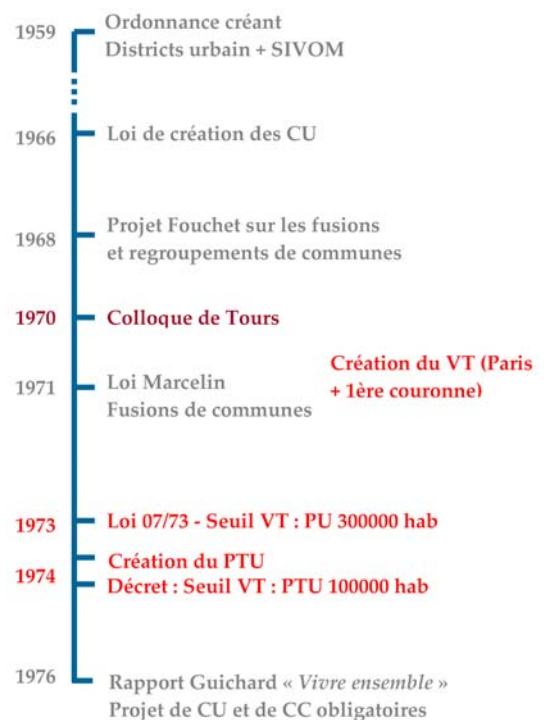 1959
Ordonnance créant
Districts urbain + SIVOM
1966
Loi de création des CU
1968
Projet Fouchet sur les fusions
et regroupements de communes
1970
Colloque de Tours
1971
Loi Marcelin
Fusions de communes
Création du VT (Paris
+ 1ère couronne)
1973
Loi 07/73 - Seuil VT : PU 300000 hab
1974
Création du PTU
Décret : Seuil VT : PTU 100000 hab
1976
Rapport Guichard « Vivre ensemble »
Projet de CU et de CC obligatoires